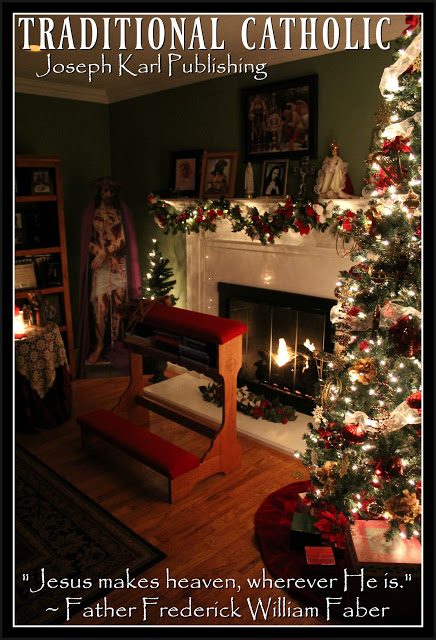 TRADITIONAL CATHOLIC
Joseph Karl Publishing
"Jesus makes heaven, wherever He is."
~ Father Frederick William Faber